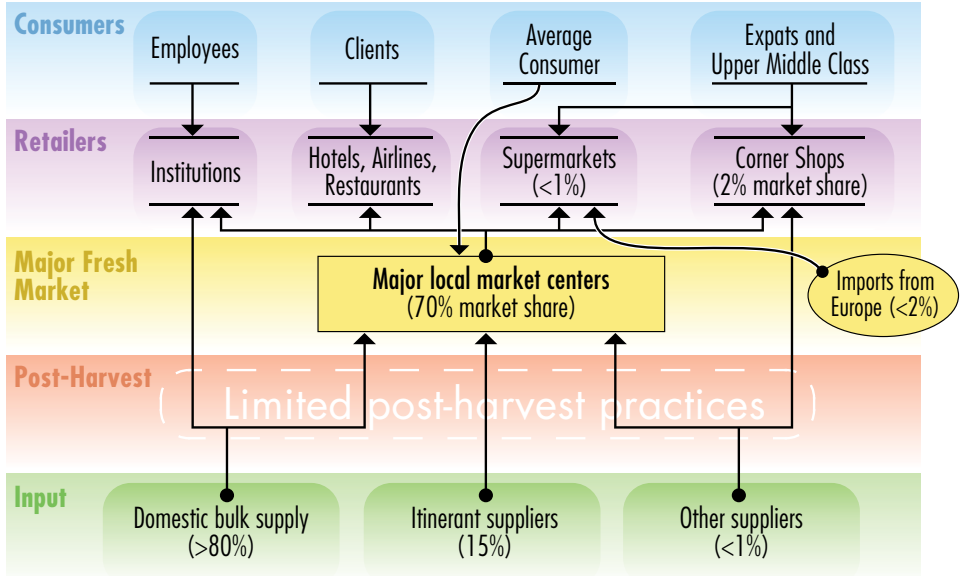 Consumers
Employees
Clients
Average
Consumer
Expats and
Upper Middle Class
Retailers
Institutions
Hotels, Airlines,
Restaurants
Supermarkets
(<1%)
Corner Shops
(2% market share)
Major Fresh
Market
Major local market centers
(70% market share)
Imports from
Europe (<2%)
Post-Harvest
Limited post-harvest practices
Input
Domestic bulk supply
(>80%)
Itinerant suppliers
(15%)
Other suppliers
(<1%)